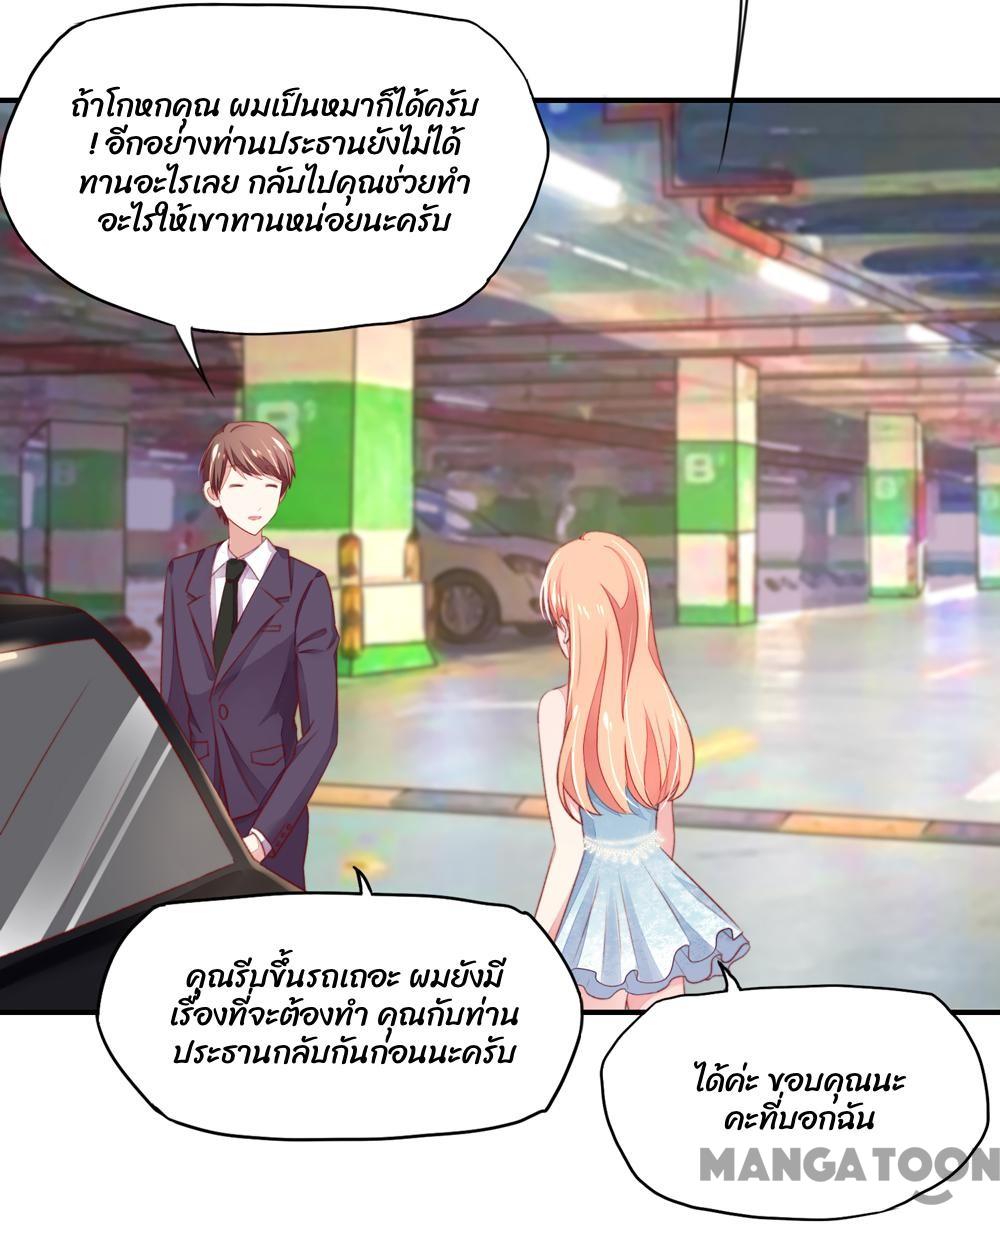 ถ้าโกหกคุณ ผมเป็นหมาก็ได้ครับ
! อีกอย่างท่านประธานยังไม่ได้
ทานอะไรเลย กลับไปคุณช่วยทำ
อะไรให้เขาทานหน่อยนะครับ
B
B
คุณรีบขึ้นรถเถอะ ผมยังมี
เรื่องที่จะต้องทำ คุณกับท่าน
ประธานกลับกันก่อนนะครับ
ได้ค่ะ ขอบคุณนะ
คะที่บอกฉัน
MANGATOON